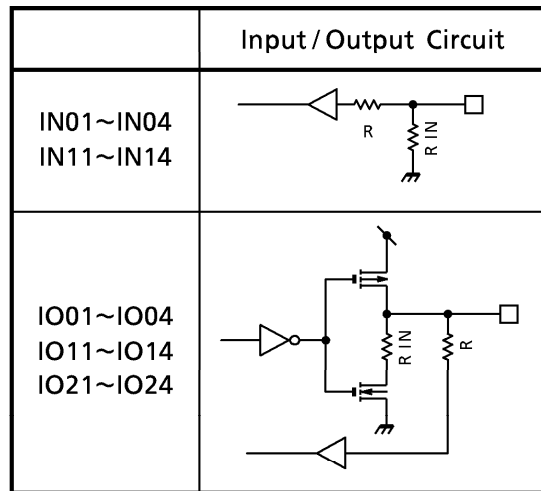 Input / Output Circuit
IN01~IN04
IN11~IN14
R
R IN
IO01~IO04
IO11~IO14
IO21~IO24
R IN
R